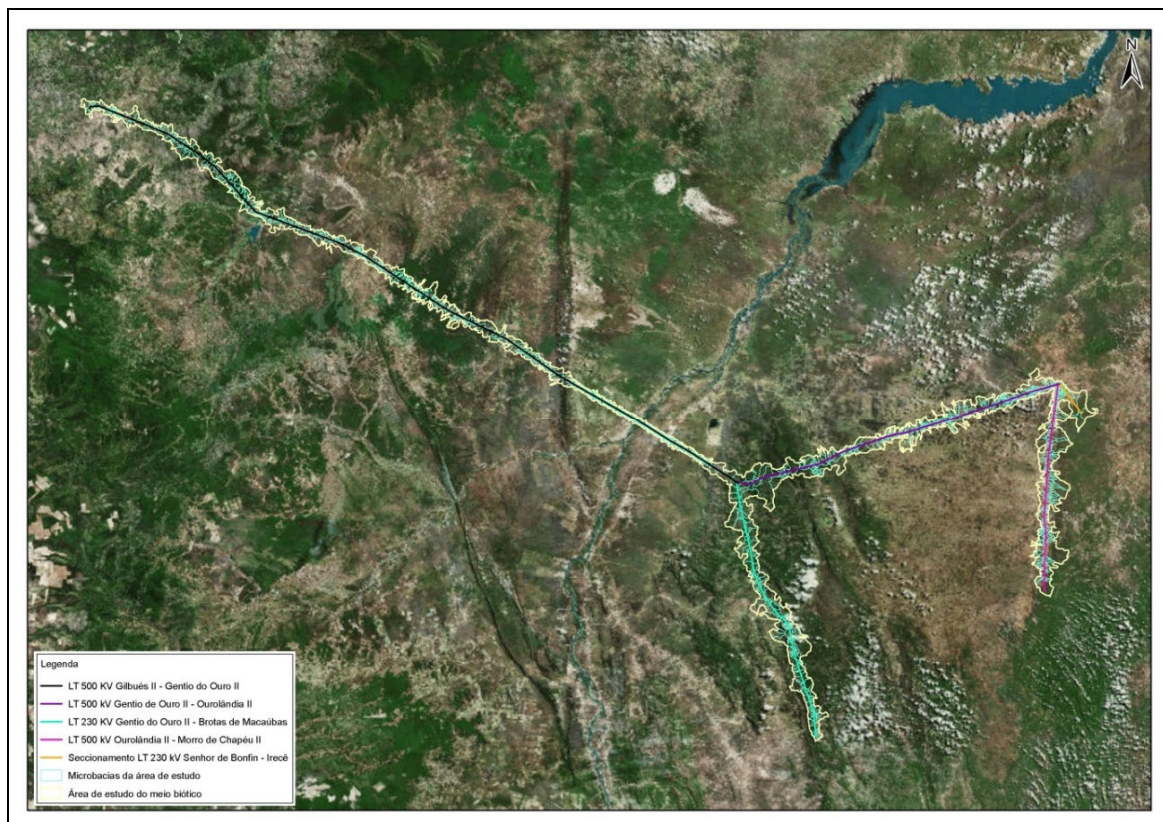 N
Legenda
LT 500 KV Gilbués II - Gentio do Ouro II
LT 500 kV Gentio de Ouro II - Ourolândia II
LT 230 KV Gentio do Ouro II - Brotas de Macaúbas
LT 500 kV Ourolândia II - Morro de Chapéu II
Seccionamento LT 230 kV Senhor de Bonfin - Irecê
Microbacias da área de estudo
Área de estudo do meio biótico